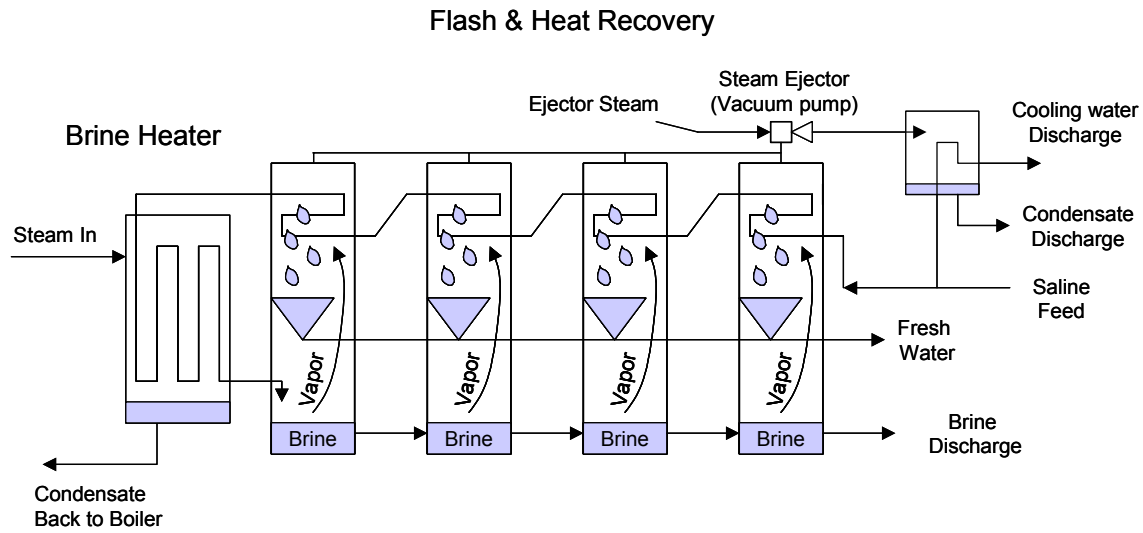 Flash & Heat Recovery
Steam Ejector
(Vacuum pump)
Ejector Steam
Cooling water
Discharge
Brine Heater
Steam In
Condensate
Discharge
Saline
Feed
Fresh
Water
Vapor
Vapor
Vapor
Vapor
Brine
Brine
Brine
Brine
Brine
Discharge
Condensate
Back to Boiler